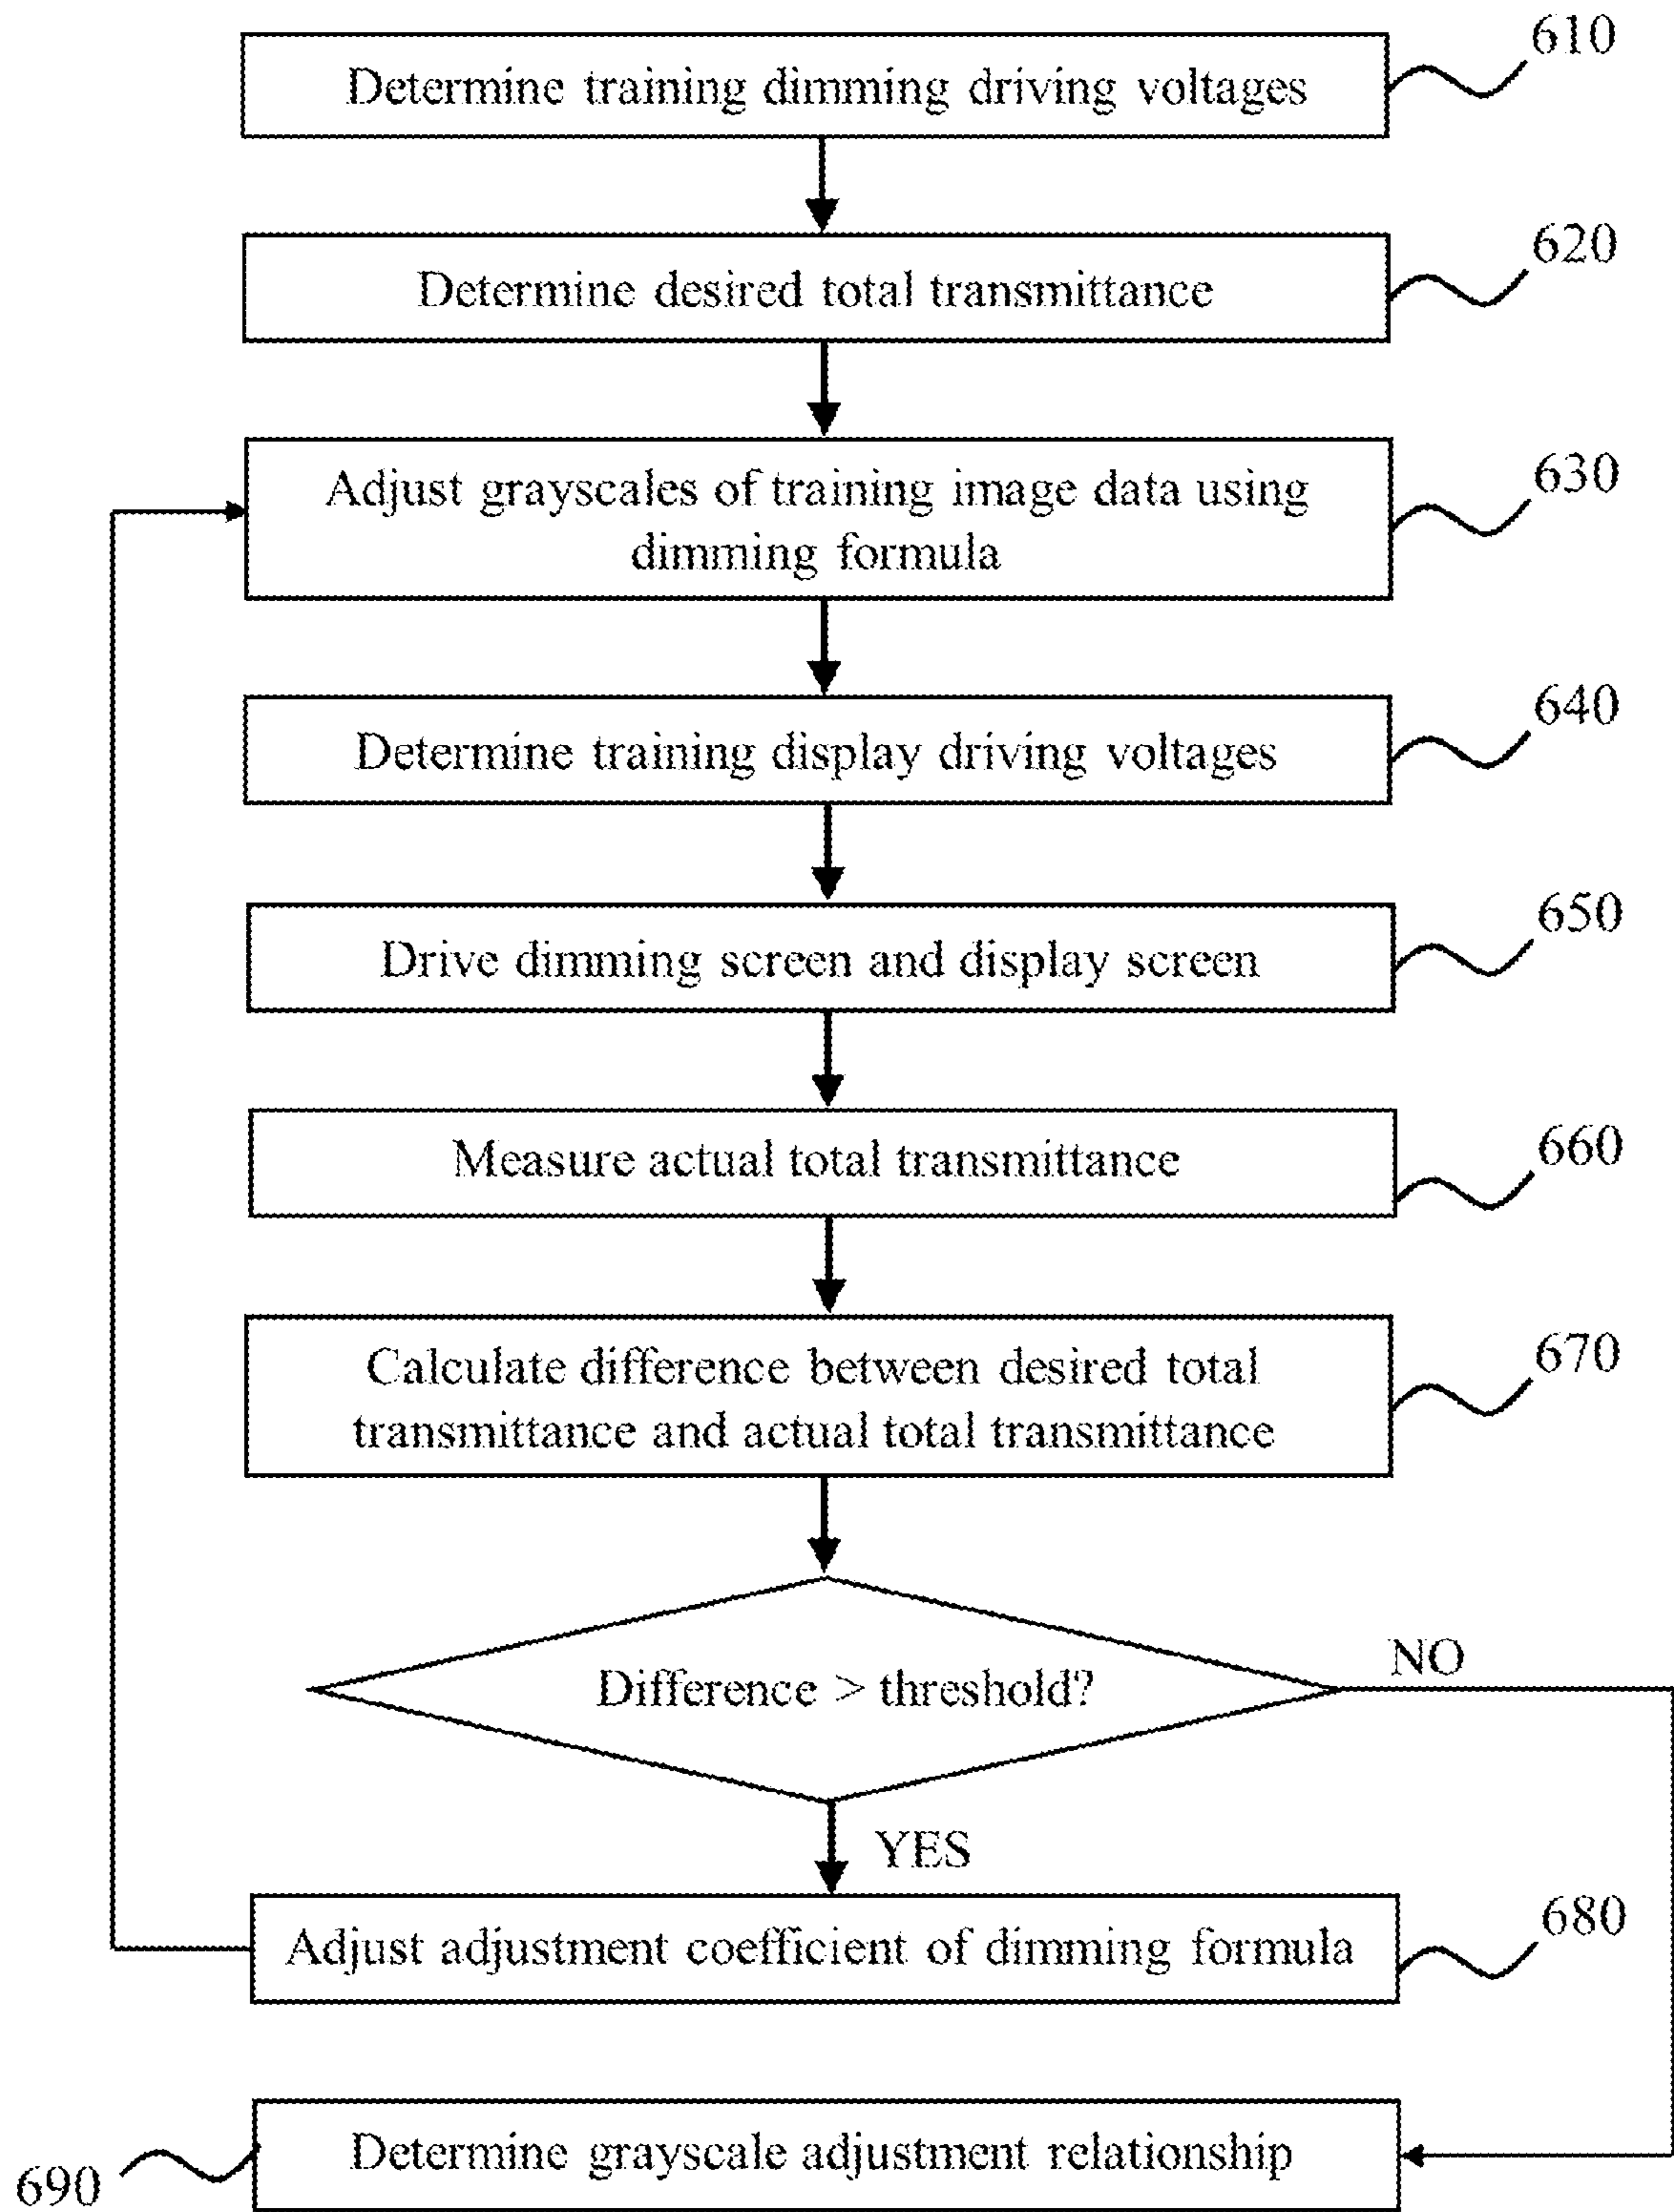 610
Determine training dimming driving voltages
620
Determine desired total transmittance
630
Adjust grayscales of training image data using
dimming formula
640
Determine training display driving voltages
650
Drive dimming screen and display screen
660
Measure actual total transmittance
670
Calculate difference between desired total
transmittance and actual total transmittance
NO
Difference > threshold?
YES
680
Adjust adjustment coefficient of dimming formula
Determine grayscale adjustment relationship
690